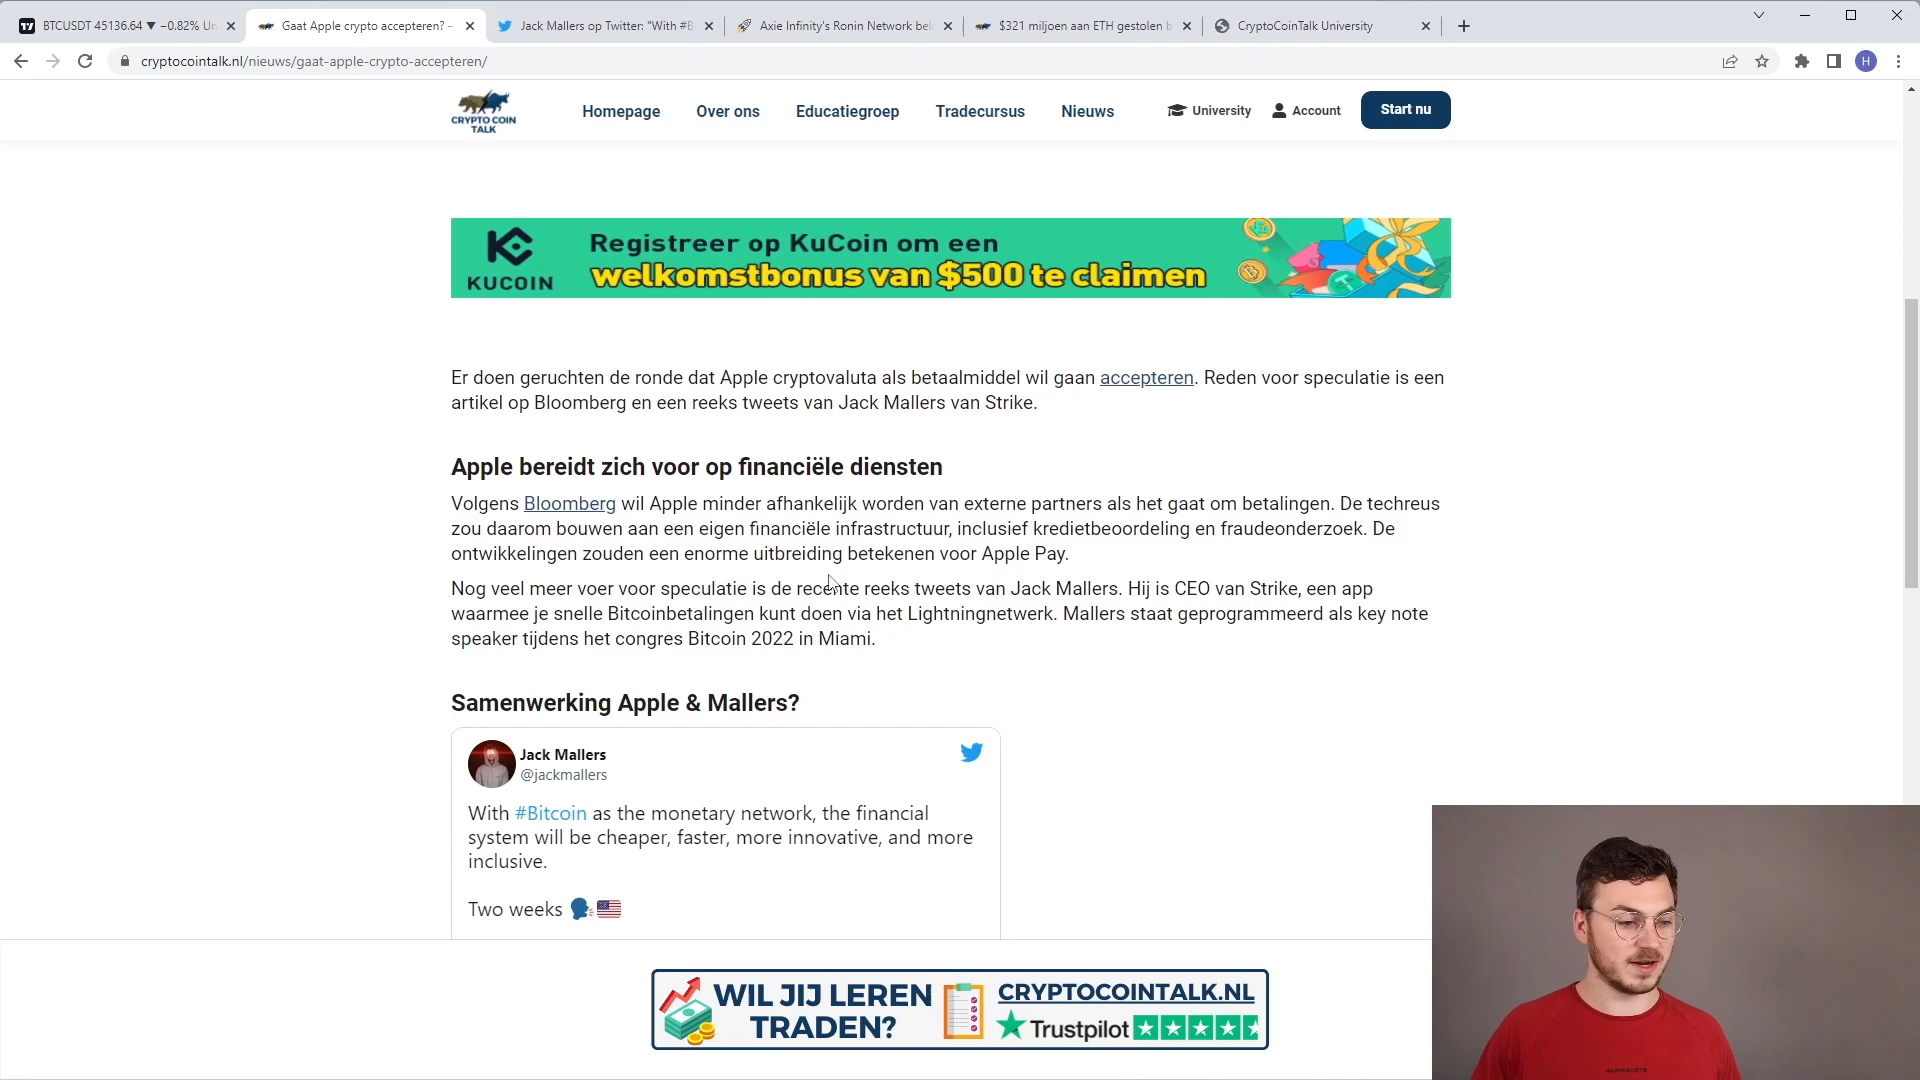 BTCUSDT 45136.64 ▼ −0.82% Un
Gaat Apple crypto accepteren? –
Jack Mallers op Twitter: "With #B
Axie Infinity's Ronin Network bel
$321 miljoen aan ETH gestolen b
CryptoCoinTalk University
cryptocointalk.nl/nieuws/gaat-apple-crypto-accepteren/
H
CRYPTO COIN
TALK
Homepage
Over ons
Educatiegroep
Tradecursus
Nieuws
University
Account
Start nu
KUCOIN
Registreer op KuCoin om een
welkomstbonus van $500 te claimen
Er doen geruchten de ronde dat Apple cryptovaluta als betaalmiddel wil gaan accepteren. Reden voor speculatie is een
artikel op Bloomberg en een reeks tweets van Jack Mallers van Strike.
Apple bereidt zich voor op financiële diensten
Volgens Bloomberg wil Apple minder afhankelijk worden van externe partners als het gaat om betalingen. De techreus
zou daarom bouwen aan een eigen financiële infrastructuur, inclusief kredietbeoordeling en fraudeonderzoek. De
ontwikkelingen zouden een enorme uitbreiding betekenen voor Apple Pay.
Nog veel meer voer voor speculatie is de recente reeks tweets van Jack Mallers. Hij is CEO van Strike, een app
waarmee je snelle Bitcoinbetalingen kunt doen via het Lightningnetwerk. Mallers staat geprogrammeerd als key note
speaker tijdens het congres Bitcoin 2022 in Miami.
Samenwerking Apple & Mallers?
Jack Mallers
@jackmallers
With #Bitcoin as the monetary network, the financial
system will be cheaper, faster, more innovative, and more
inclusive.
Two weeks 🗣️🇺🇸
WIL JIJ LEREN
TRADEN?
CRYPTOCOINTALK.NL
Trustpilot